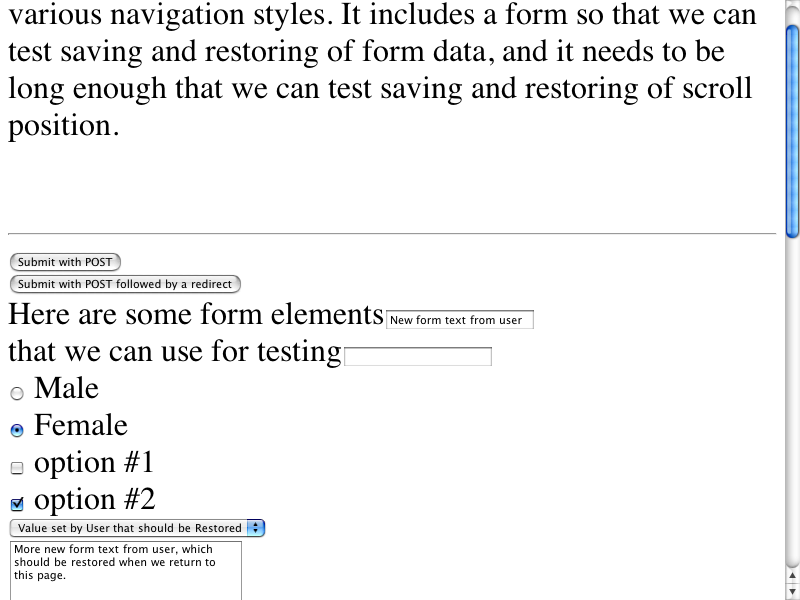 various navigation styles. It includes a form so that we can
test saving and restoring of form data, and it needs to be
long enough that we can test saving and restoring of scroll
position.
Submit with POST
Submit with POST followed by a redirect
Here are some form elements New form text from user
that we can use for testing
Male
Female
option #1
option #2
Value set by User that should be Restored
More new form text from user, which
should be restored when we return to
this page.